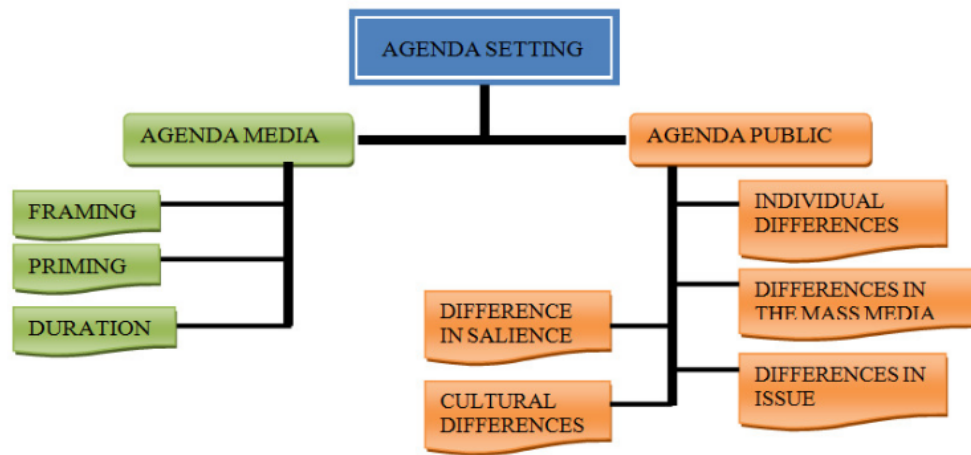 AGENDA SETTING
AGENDA MEDIA
AGENDA PUBLIC
FRAMING
PRIMING
DURATION
INDIVIDUAL
DIFFERENCES
DIFFERENCES IN
THE MASS MEDIA
DIFFERENCES IN
ISSUE
DIFFERENCE
IN SALIENCE
CULTURAL
DIFFERENCES